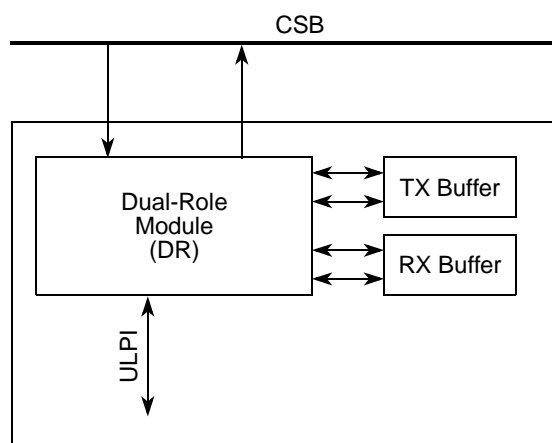 CSB
Dual-Role
Module
(DR)
TX Buffer
RX Buffer
ULPI